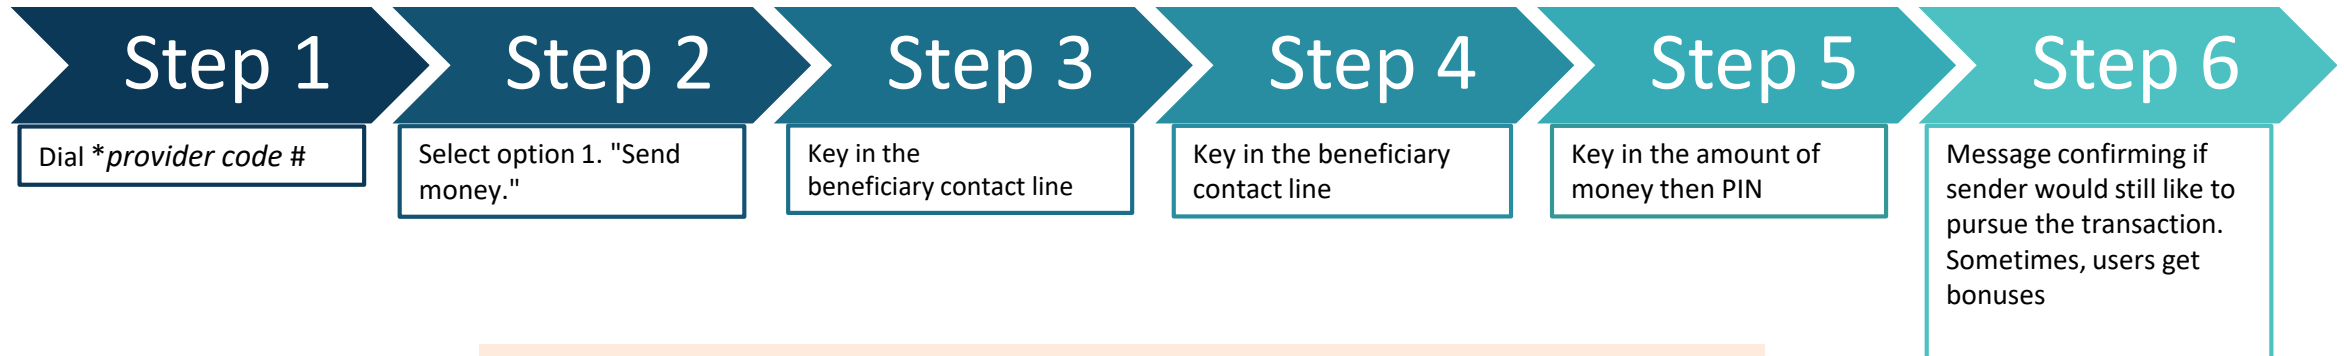 Step 1
Dial *provider code #
Step 2
Select option 1. "Send
money."
Step 3
Key in the
beneficiary contact line
Step 4
Key in the beneficiary
contact line
Step 5
Key in the amount of
money then PIN
Step 6
Message confirming if
sender would still like to
pursue the transaction.
Sometimes, users get
bonuses